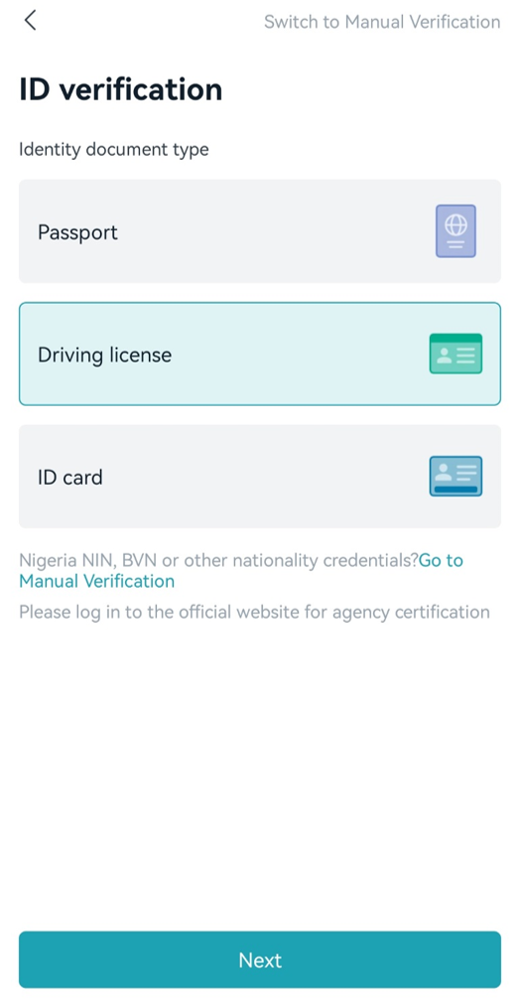 Switch to Manual Verification
ID verification
Identity document type
Passport
Driving license
ID card
Nigeria NIN, BVN or other nationality credentials?Go to
Manual Verification
Please log in to the official website for agency certification
Next